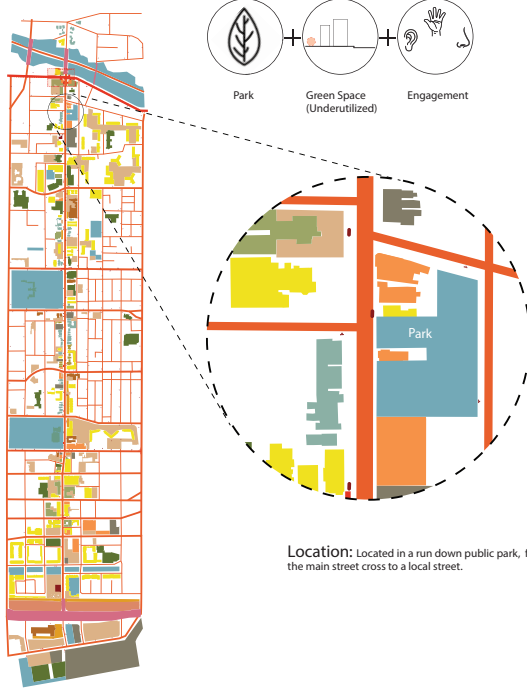 Park
Green Space
(Underutilized)
Engagement
Park
Location: Located in a run down public park,
the main street cross to a local street.